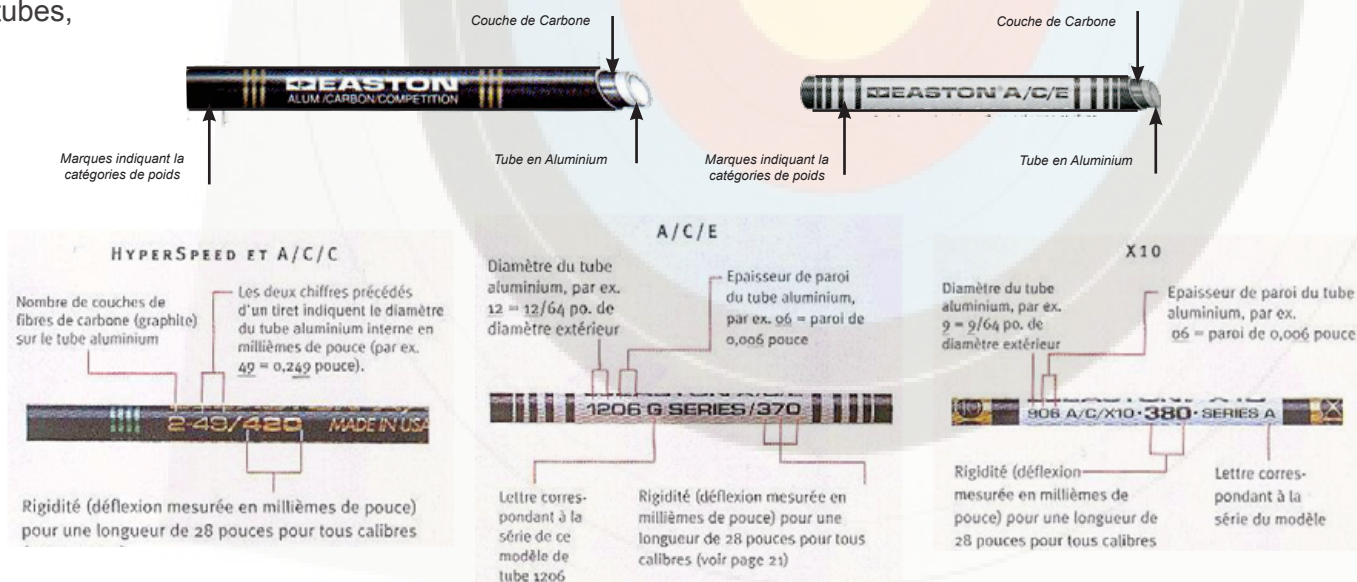 tubes,
Couche de Carbone
Couche de Carbone
EASTON
ALUM/CARBON/COMPETITION
EASTON A/C/E
Marques indiquant la
catégories de poids
Tube en Aluminium
Marques indiquant la
catégories de poids
Tube en Aluminium
HYPERSPEED ET A/C/C
Nombre de couches de
fibres de carbone (graphite)
sur le tube aluminium
Les deux chiffres précédés
d'un tiret indiquent le diamètre
du tube aluminium interne en
millièmes de pouce (par ex.
49 = 0,249 pouce).
2-49/420 MADE IN USA
Rigidité (déflexion mesurée en millièmes de pouce)
pour une longueur de 28 pouces pour tous calibres
A/C/E
Diamètre du tube
aluminium, par ex.
12 = 12/64 po. de
diamètre extérieur
Epaisseur de paroi
du tube aluminium,
par ex. 06 = paroi de
0,006 pouce
1206 G SERIES/370
Lettre corres-
pondant à la
série de ce
modèle de
tube 1206
Rigidité (déflexion mesurée en
millièmes de pouce) pour une
longueur de 28 pouces pour tous
calibres (voir page 21)
X10
Diamètre du tube
aluminium, par ex.
9 = 9/64 po. de
diamètre extérieur
Epaisseur de paroi du tube
aluminium, par ex.
06 = paroi de 0,006 pouce
906 A/C/X10·380·SERIES A
Rigidité (déflexion
mesurée en millièmes de
pouce) pour une longueur de
28 pouces pour tous calibres
Lettre corres-
pondant à la
série du modèle